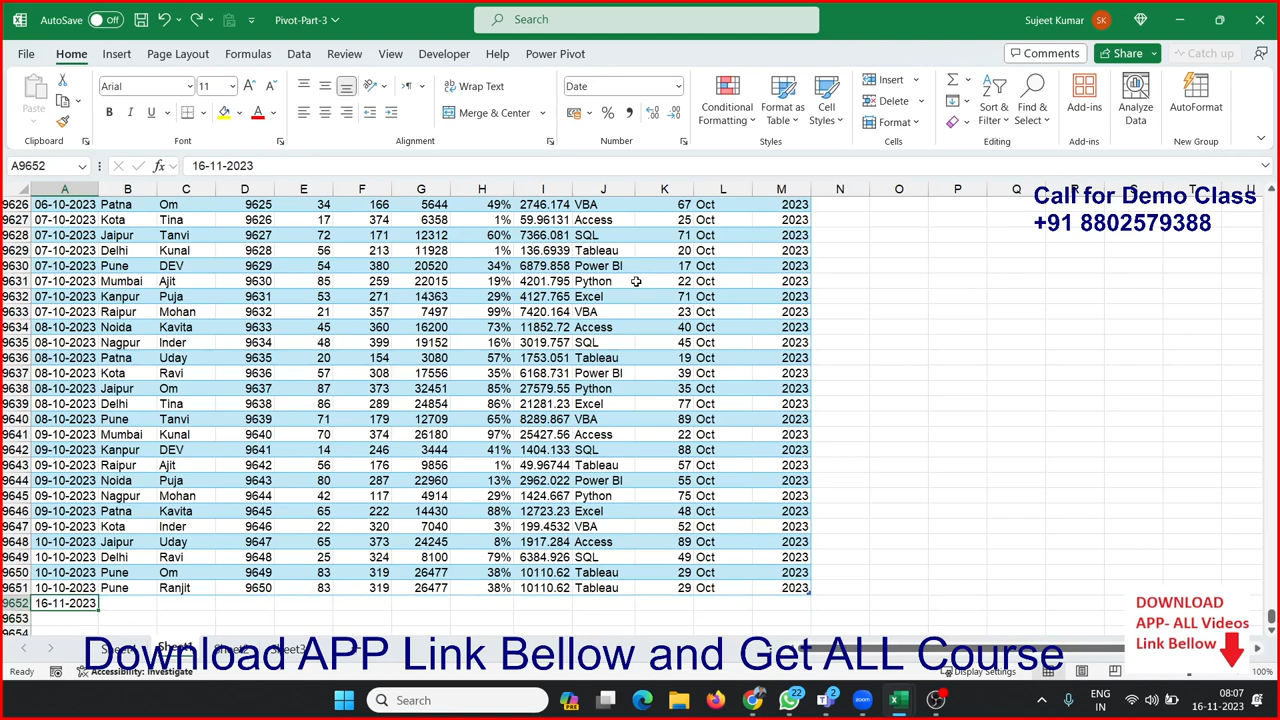 AutoSave Off Pivot-Part-3 Search Sujeet Kumar SK
File Home Insert Page Layout Formulas Data Review View Developer Help Power Pivot Comments Share Catch up
Paste Arial 11 Wrap Text Date Conditional Formatting Format as Table Cell Styles Insert Sort & Filter Find & Select Add-ins Analyze Data AutoFormat
B I U Merge & Center Delete
Format
Clipboard Font Alignment Number Styles Cells Editing Add-ins New Group
A9652 fx 16-11-2023
A B C D E F G H I J K L M N O P Q R S T U
9626 06-10-2023 Patna Om 9625 34 166 5644 49% 2746.174 VBA 67 Oct 2023
9627 07-10-2023 Kota Tina 9626 17 374 6358 1% 59.96131 Access 25 Oct 2023
9628 07-10-2023 Jaipur Tanvi 9627 72 171 12312 60% 7366.081 SQL 71 Oct 2023
9629 07-10-2023 Delhi Kunal 9628 56 213 11928 1% 136.6939 Tableau 20 Oct 2023
9630 07-10-2023 Pune DEV 9629 54 380 20520 34% 6879.858 Power BI 17 Oct 2023
9631 07-10-2023 Mumbai Ajit 9630 85 259 22015 19% 4201.795 Python 22 Oct 2023
9632 07-10-2023 Kanpur Puja 9631 53 271 14363 29% 4127.765 Excel 71 Oct 2023
9633 07-10-2023 Raipur Mohan 9632 21 357 7497 99% 7420.164 VBA 23 Oct 2023
9634 08-10-2023 Noida Kavita 9633 45 360 16200 73% 11852.72 Access 40 Oct 2023
9635 08-10-2023 Nagpur Inder 9634 48 399 19152 16% 3019.757 SQL 45 Oct 2023
9636 08-10-2023 Patna Uday 9635 20 154 3080 57% 1753.051 Tableau 19 Oct 2023
9637 08-10-2023 Kota Ravi 9636 57 308 17556 35% 6168.731 Power BI 39 Oct 2023
9638 08-10-2023 Jaipur Om 9637 87 373 32451 85% 27579.55 Python 35 Oct 2023
9639 08-10-2023 Delhi Tina 9638 86 289 24854 86% 21281.23 Excel 77 Oct 2023
9640 08-10-2023 Pune Tanvi 9639 71 179 12709 65% 8289.867 VBA 89 Oct 2023
9641 09-10-2023 Mumbai Kunal 9640 70 374 26180 97% 25427.56 Access 22 Oct 2023
9642 09-10-2023 Kanpur DEV 9641 14 246 3444 41% 1404.133 SQL 88 Oct 2023
9643 09-10-2023 Raipur Ajit 9642 56 176 9856 1% 49.96744 Tableau 57 Oct 2023
9644 09-10-2023 Noida Puja 9643 80 287 22960 13% 2962.022 Power BI 55 Oct 2023
9645 09-10-2023 Nagpur Mohan 9644 42 117 4914 29% 1424.667 Python 75 Oct 2023
9646 09-10-2023 Patna Kavita 9645 65 222 14430 88% 12723.23 Excel 48 Oct 2023
9647 09-10-2023 Kota Inder 9646 22 320 7040 3% 199.4532 VBA 52 Oct 2023
9648 10-10-2023 Jaipur Uday 9647 65 373 24245 8% 1917.284 Access 89 Oct 2023
9649 10-10-2023 Delhi Ravi 9648 25 324 8100 79% 6384.926 SQL 49 Oct 2023
9650 10-10-2023 Pune Om 9649 83 319 26477 38% 10110.62 Tableau 29 Oct 2023
9651 10-10-2023 Pune Ranjit 9650 83 319 26477 38% 10110.62 Tableau 29 Oct 2023
9652 16-11-2023
9653
9654
Call for Demo Class
+91 8802579388
DOWNLOAD
APP- ALL Videos
Link Bellow
Sheet4 Sheet1 Sheet2 Sheet3
Download APP Link Bellow and Get ALL Course
Ready Accessibility: Investigate Display Settings 100%
Search 22 2 zoom ENG IN 08:07
16-11-2023